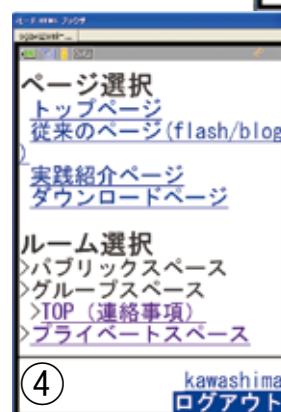 ページ選択
トップページ
従来のページ(flash/blog
)
実践紹介ページ
ダウンロードページ
ルーム選択
>パブリックスペース
>グループスペース
>TOP (連絡事項)
>プライベートスペース
④
kawashima
ログアウト